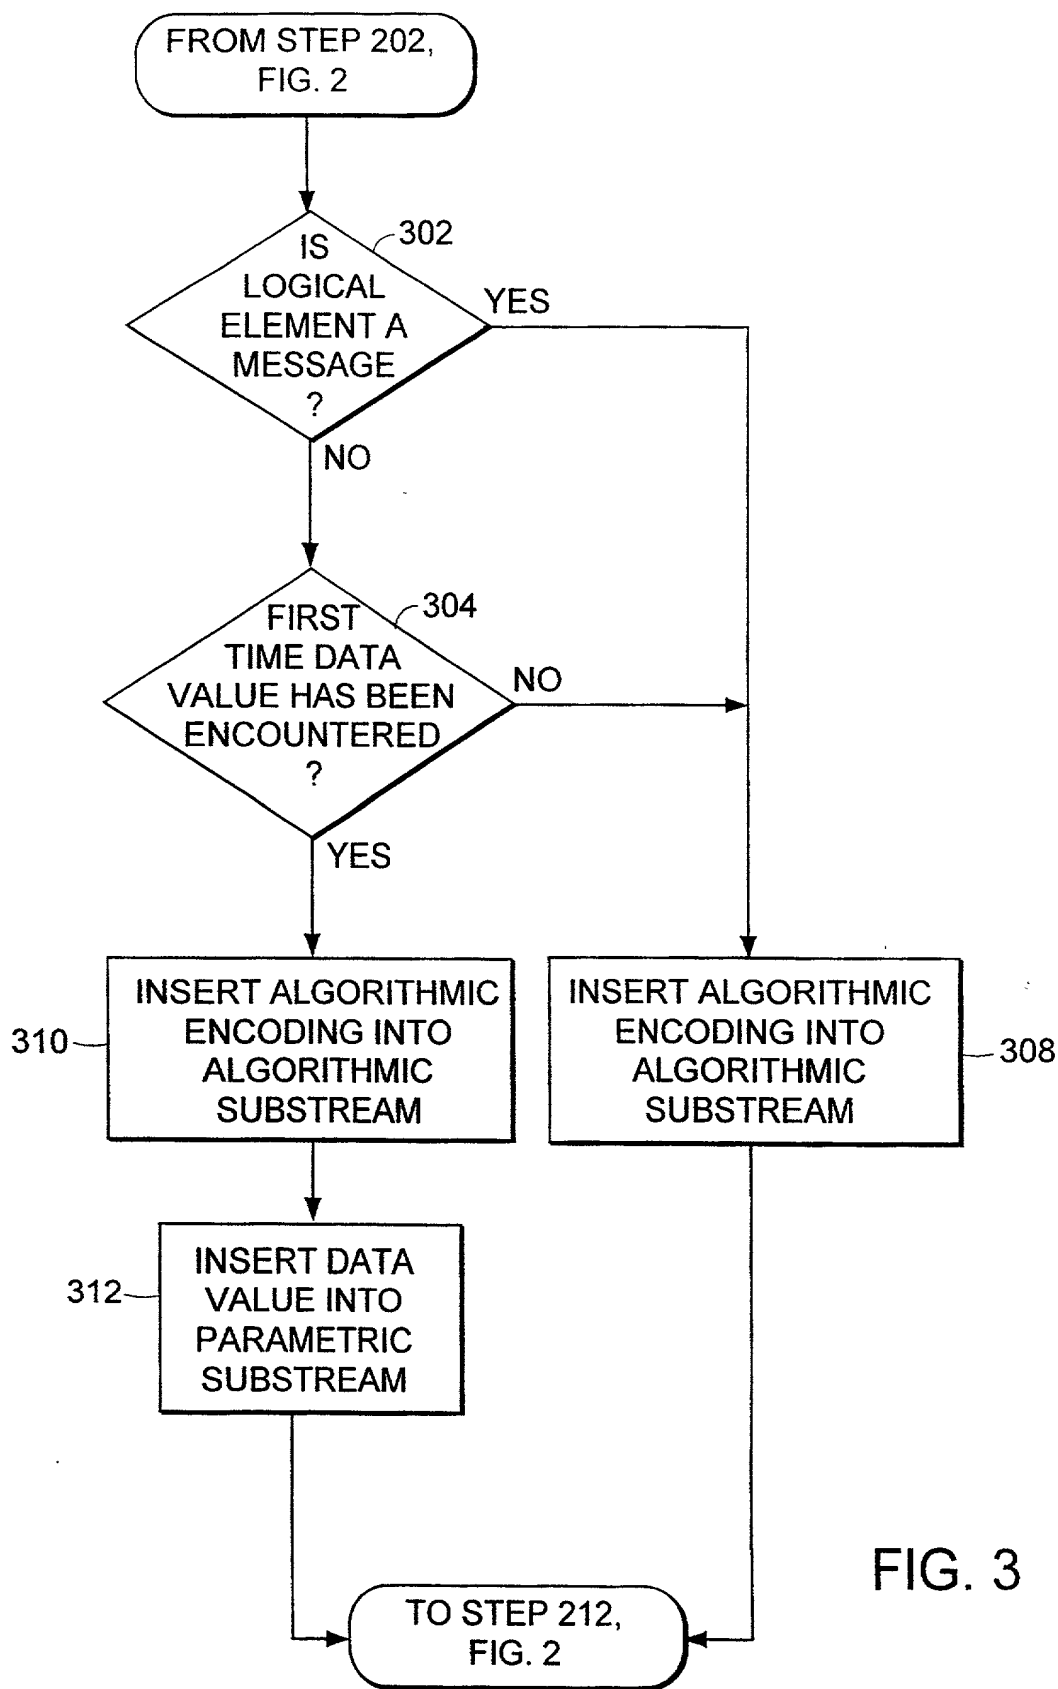 FROM STEP 202,
FIG. 2
302
IS
LOGICAL
ELEMENT A
MESSAGE
?
YES
NO
304
FIRST
TIME DATA
VALUE HAS BEEN
ENCOUNTERED
?
NO
YES
310
INSERT ALGORITHMIC
ENCODING INTO
ALGORITHMIC
SUBSTREAM
INSERT ALGORITHMIC
ENCODING INTO
ALGORITHMIC
SUBSTREAM
308
312
INSERT DATA
VALUE INTO
PARAMETRIC
SUBSTREAM
FIG. 3
TO STEP 212,
FIG. 2